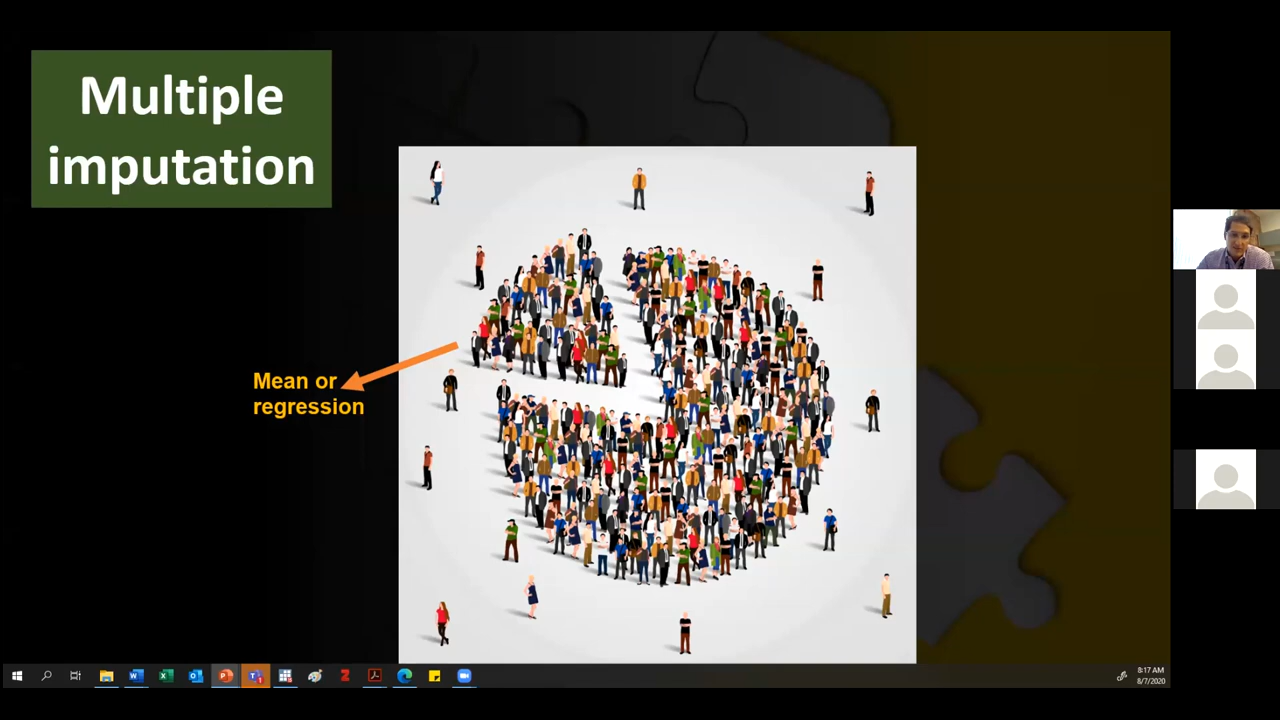 Multiple
imputation
Mean or
regression
8:17 AM
8/7/2020